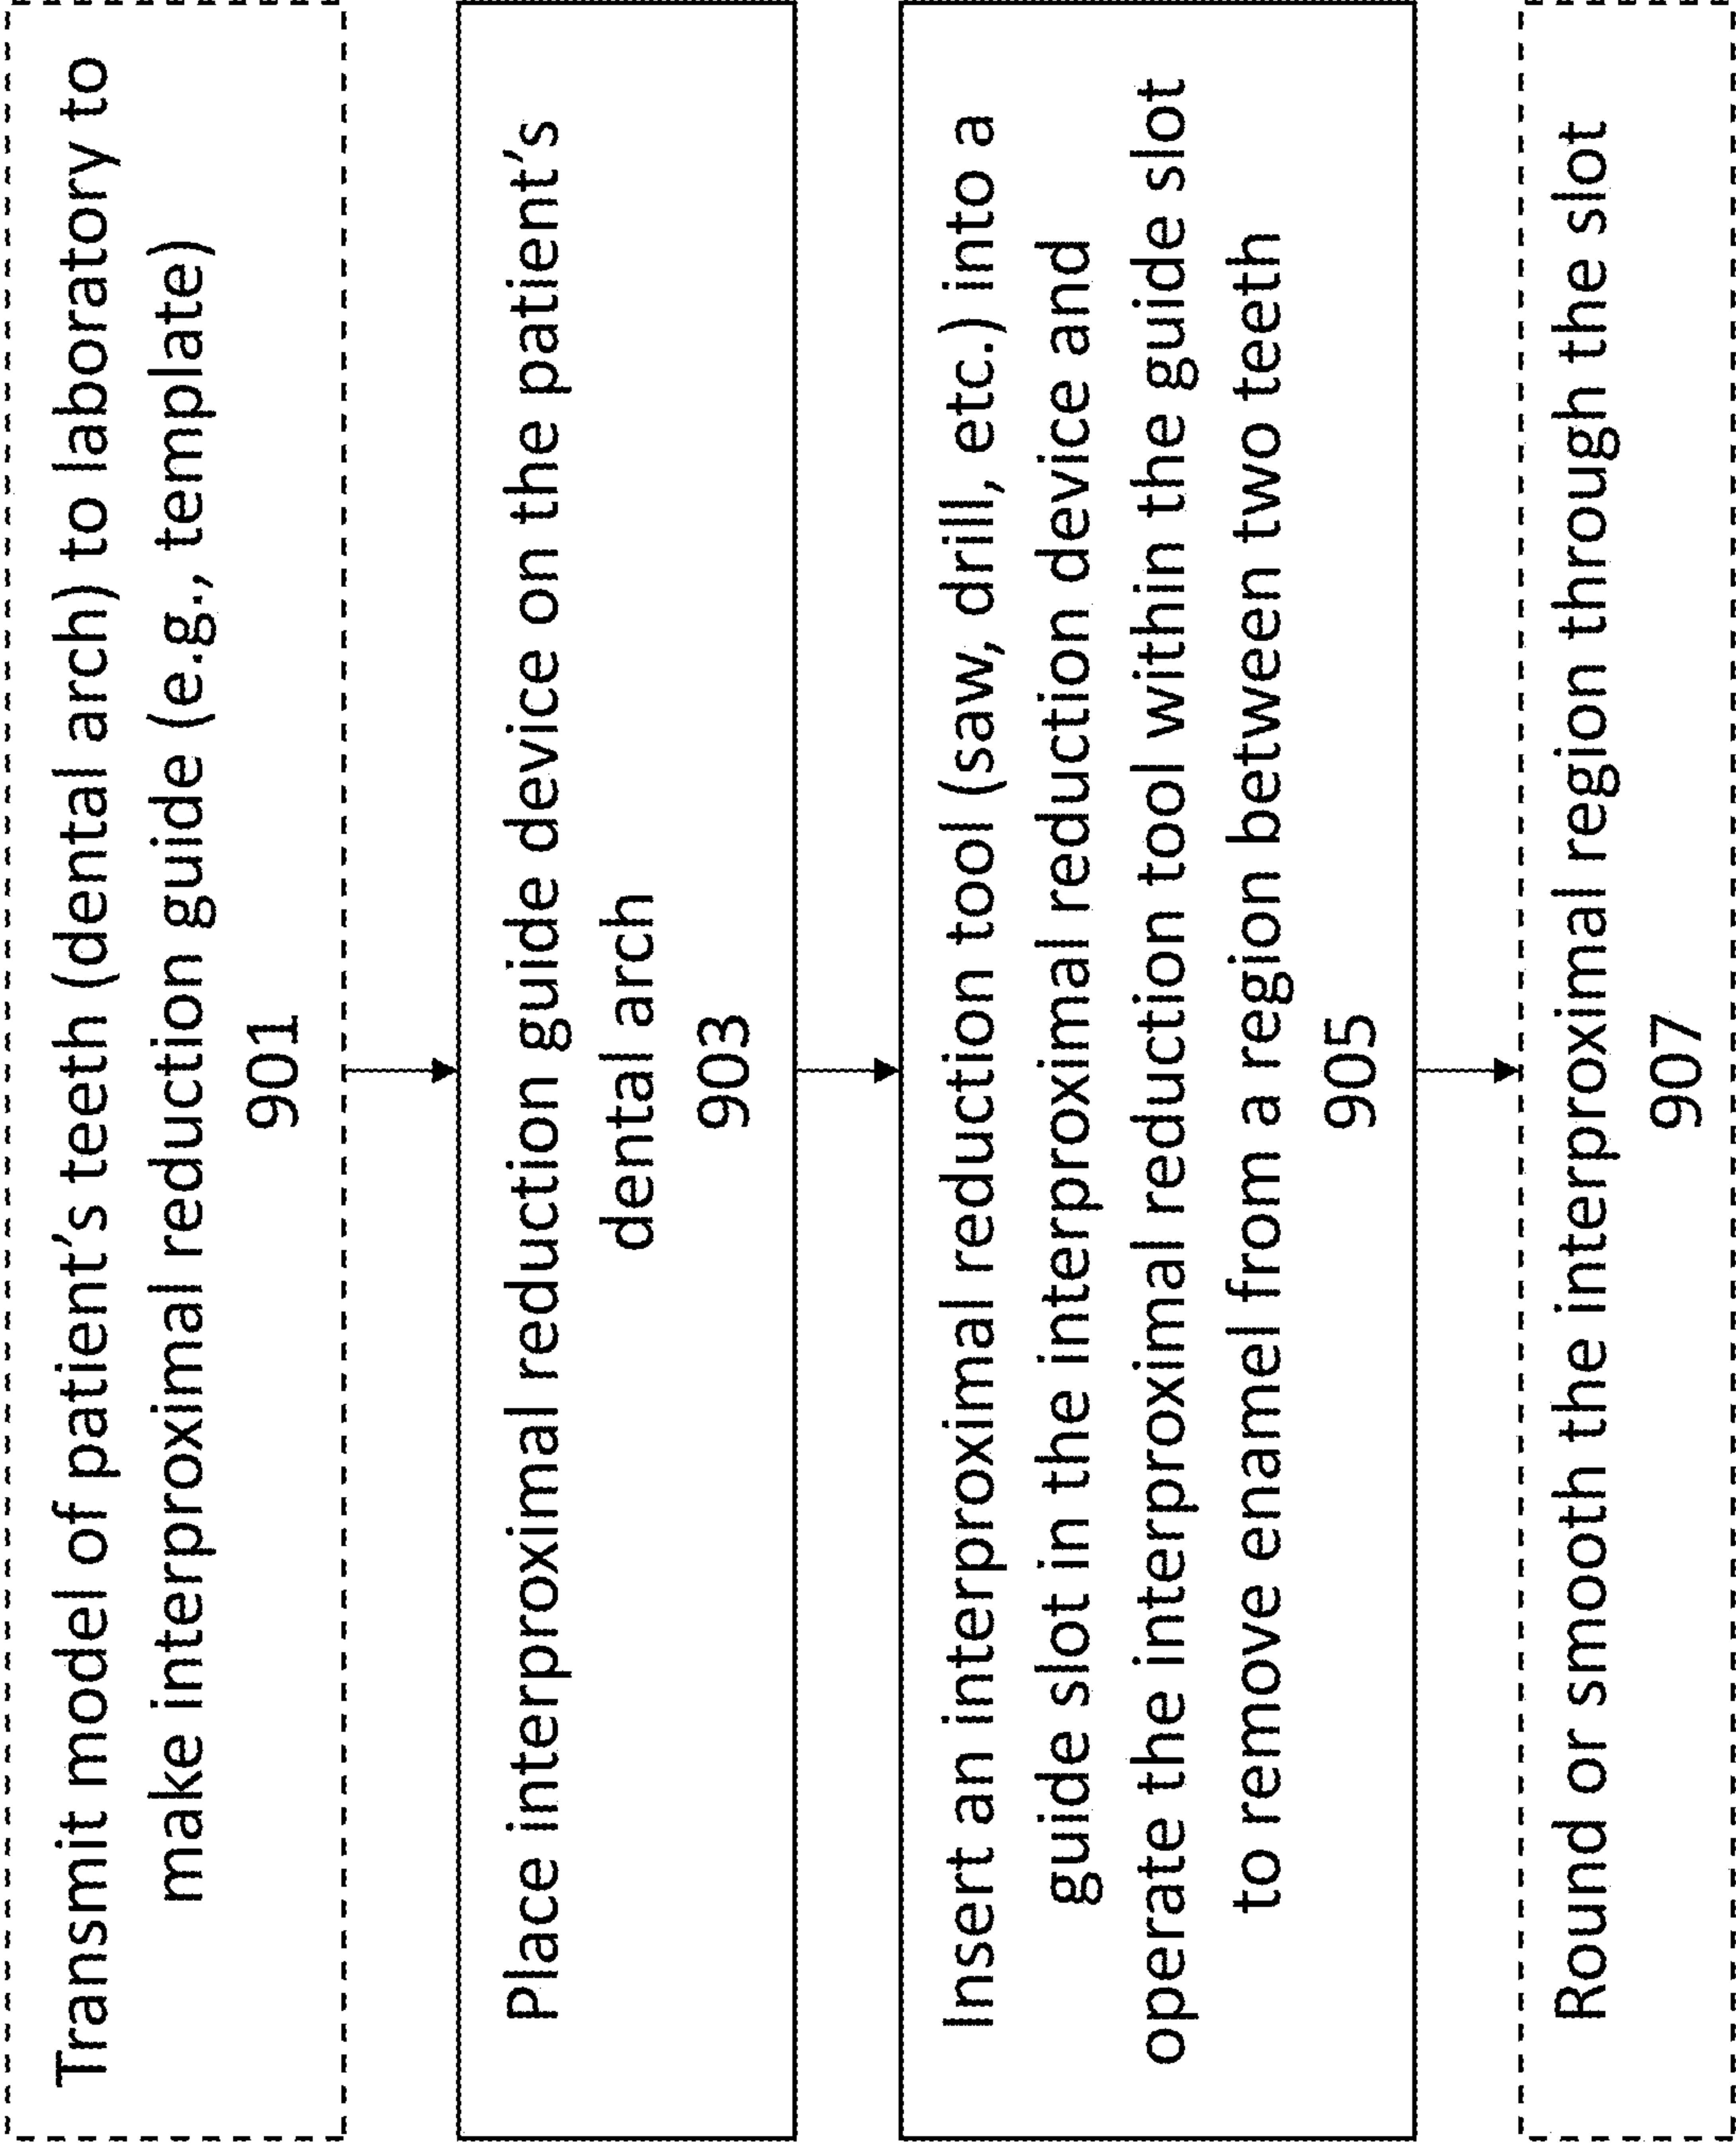 Transmit model of patient's teeth (dental arch) to laboratory to
make interproximal reduction guide (e.g., template)
901
Place interproximal reduction guide device on the patient's
dental arch
903
Insert an interproximal reduction tool (saw, drill, etc.) into a
guide slot in the interproximal reduction device and
operate the interproximal reduction tool within the guide slot
to remove enamel from a region between two teeth
905
Round or smooth the interproximal region through the slot
907